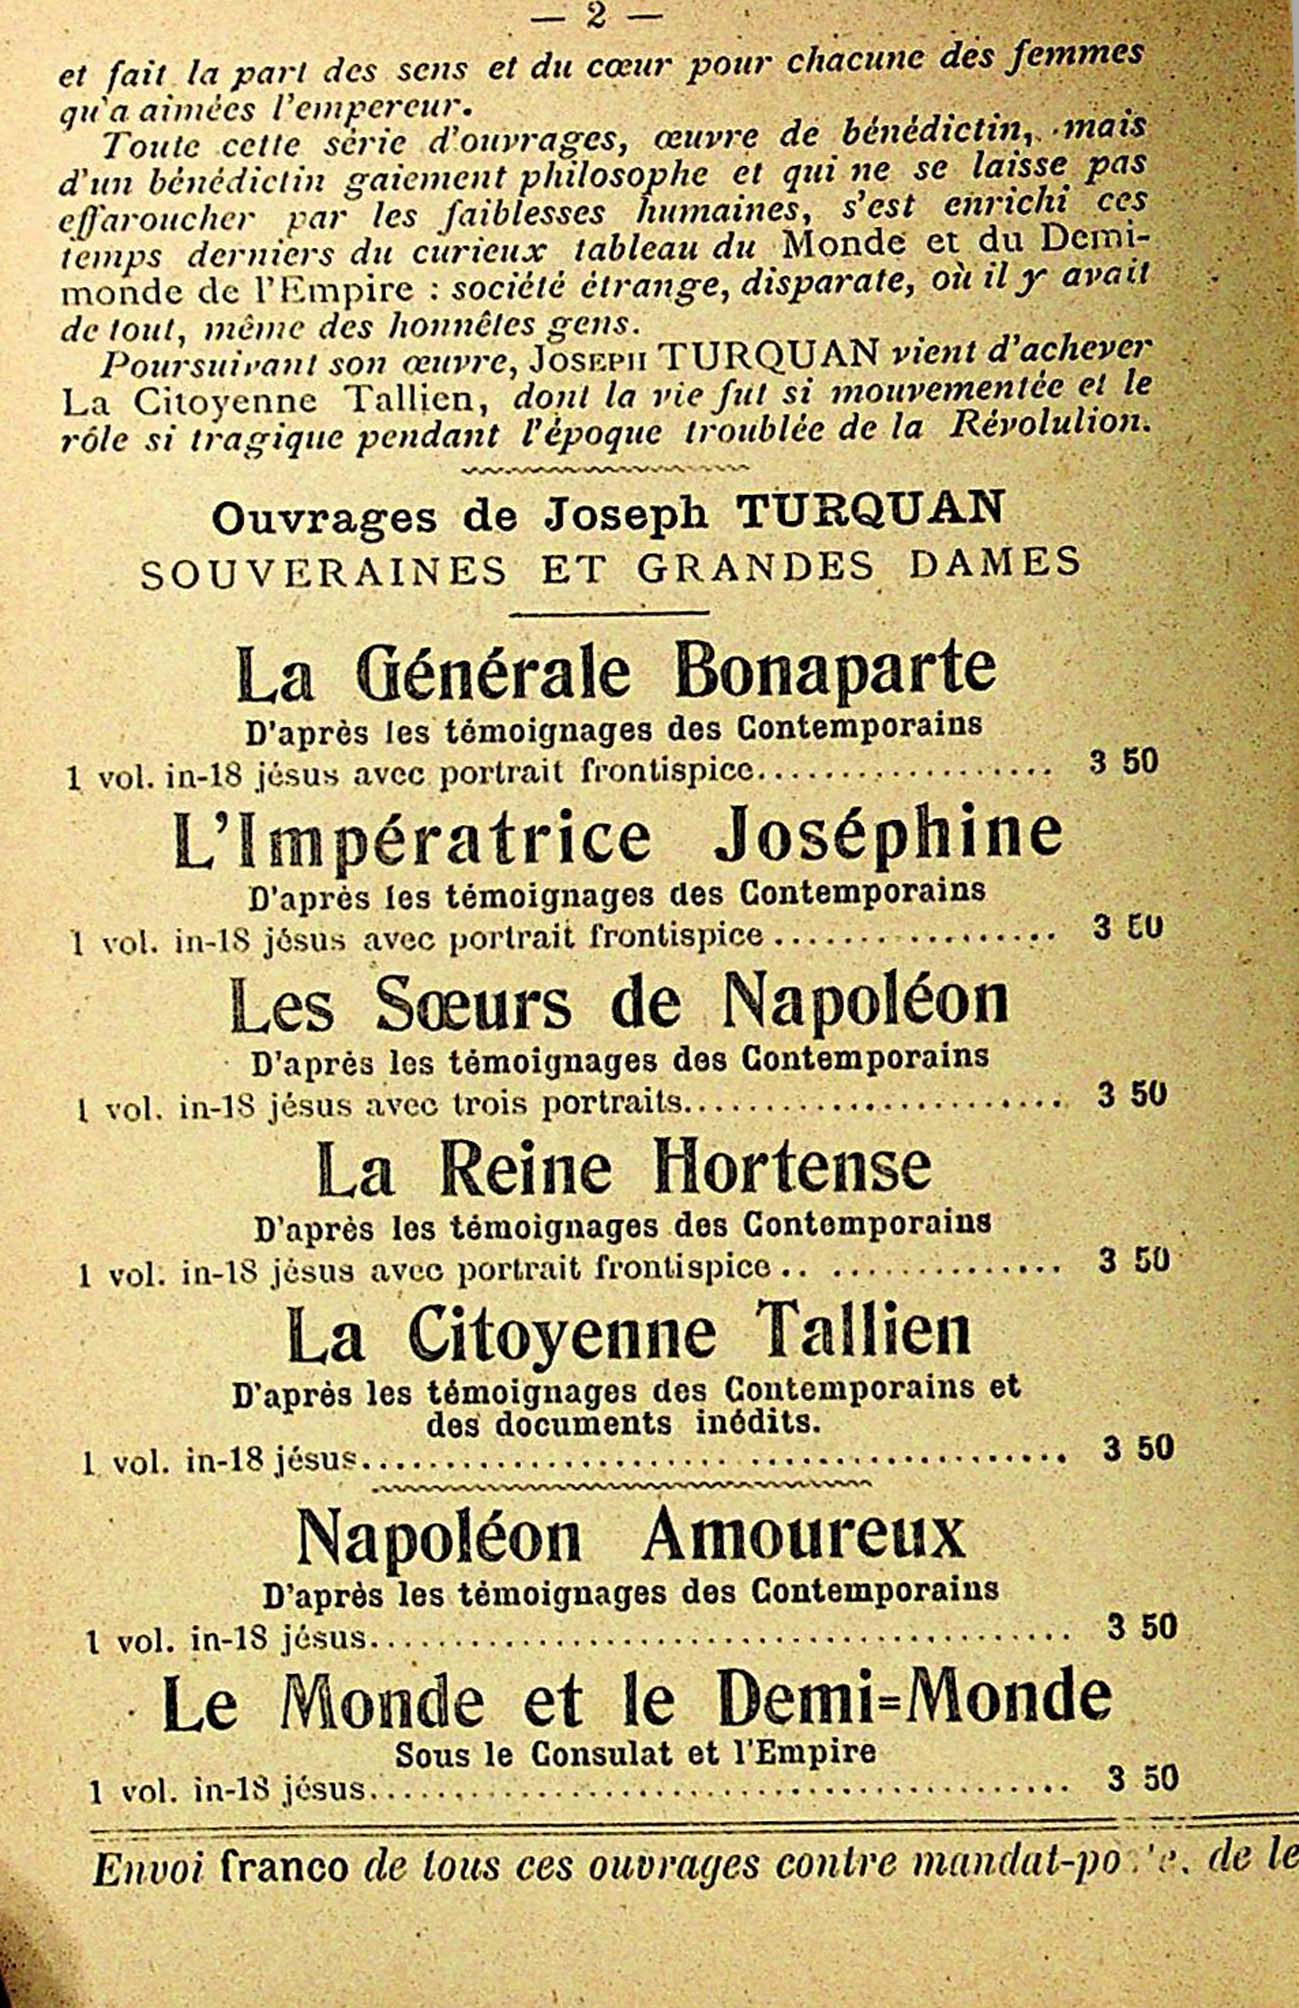 — 2 —
et fait la part des sens et du cœur pour chacune des femmes
qu'a aimées l'empereur.
Toute cette série d'ouvrages, œuvre de bénédictin, mais
d'un bénédictin gaiement philosophe et qui ne se laisse pas
effaroucher par les faiblesses humaines, s'est enrichi ces
temps derniers du curieux tableau du Monde et du Demi-
monde de l'Empire : société étrange, disparate, où il y avait
de tout, même des honnêtes gens.
Poursuivant son œuvre, JOSEPH TURQUAN vient d'achever
La Citoyenne Tallien, dont la vie fut si mouvementée et le
rôle si tragique pendant l'époque troublée de la Révolulion.
Ouvrages de Joseph TURQUAN
SOUVERAINES ET GRANDES DAMES
La Générale Bonaparte
D'après les témoignages des Contemporains
1 vol. in-18 jésus avec portrait frontispice.................. 3 50
L'Impératrice Joséphine
D'après les témoignages des Contemporains
1 vol. in-18 jésus avec portrait frontispice ................. 3 50
Les Sœurs de Napoléon
D'après les témoignages des Contemporains
1 vol. in-18 jésus avec trois portraits....................... 3 50
La Reine Hortense
D'après les témoignages des Contemporains
1 vol. in-18 jésus avec portrait frontispice .. .............. 3 50
La Citoyenne Tallien
D'après les témoignages des Contemporains et
des documents inédits.
1 vol. in-18 jésus.......................................... 3 50
Napoléon Amoureux
D'après les témoignages des Contemporains
1 vol. in-18 jésus.......................................... 3 50
Le Monde et le Demi=Monde
Sous le Consulat et l'Empire
1 vol. in-18 jésus.......................................... 3 50
Envoi franco de tous ces ouvrages contre de le